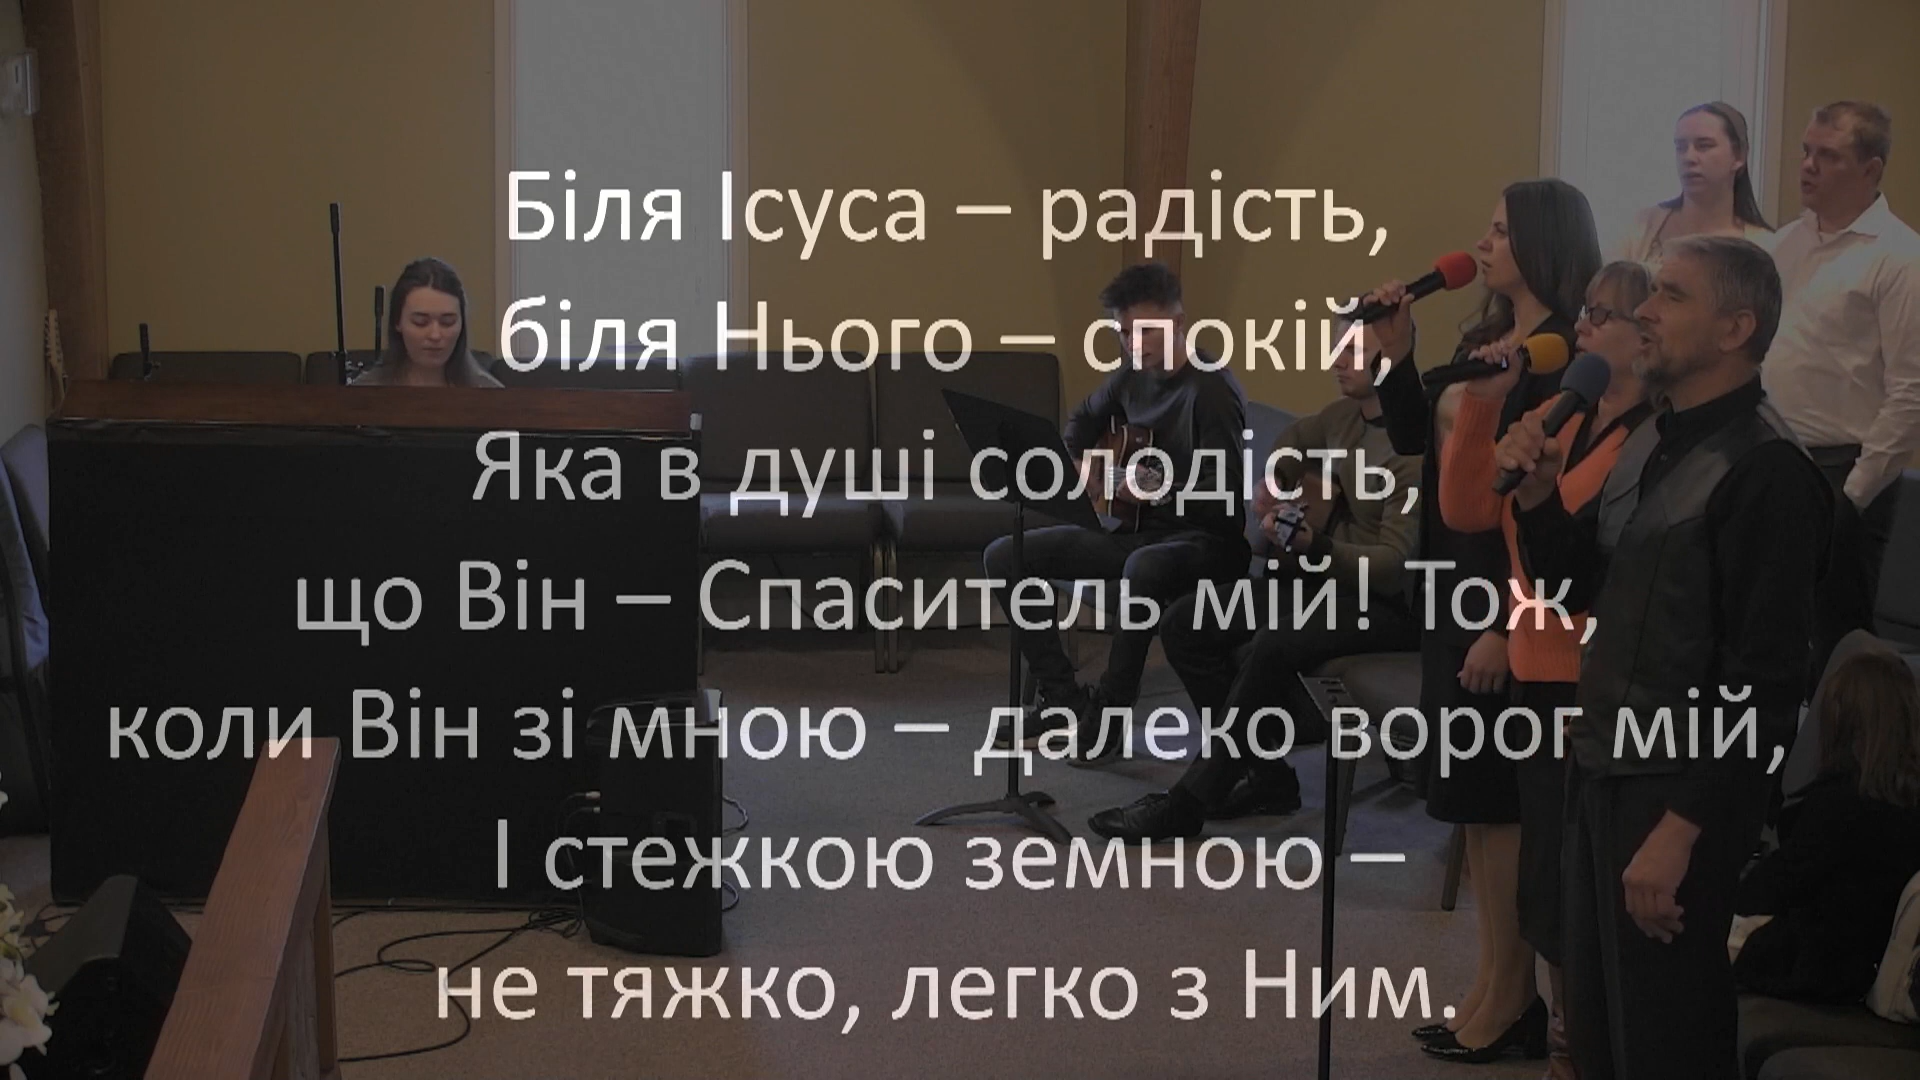 Біля Ісуса – радість,
біля Нього – спокій,
Яка в душі солодість,
що Він – Спаситель мій! Тож,
коли Він зі мною – далеко ворог мій,
І стежкою земною –
не тяжко, легко з Ним.